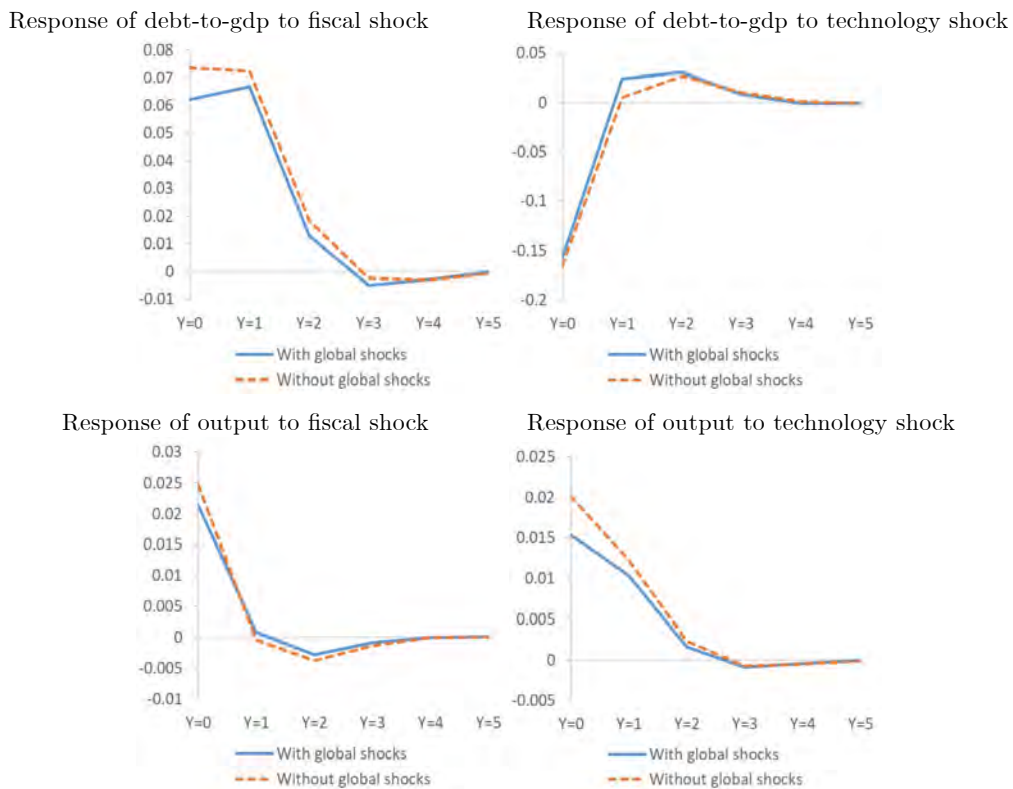 Response of debt-to-gdp to fiscal shock
0.08
0.07
0.06
0.05
0.04
0.03
0.02
0.01
0
-0.01
Y=0 Y=1 Y=2 Y=3 Y=4 Y=5
With global shocks
Without global shocks
Response of debt-to-gdp to technology shock
0.05
0
-0.05
-0.1
-0.15
-0.2
Y=0 Y=1 Y=2 Y=3 Y=4 Y=5
With global shocks
Without global shocks
Response of output to fiscal shock
0.03
0.025
0.02
0.015
0.01
0.005
0
-0.005
-0.01
Y=0 Y=1 Y=2 Y=3 Y=4 Y=5
With global shocks
Without global shocks
Response of output to technology shock
0.025
0.02
0.015
0.01
0.005
0
-0.005
Y=0 Y=1 Y=2 Y=3 Y=4 Y=5
With global shocks
Without global shocks